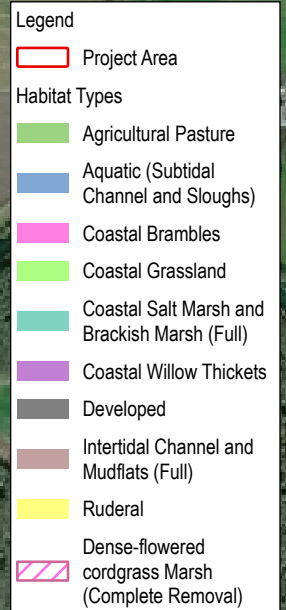 Legend
Project Area
Habitat Types
Agricultural Pasture
Aquatic (Subtidal
Channel and Sloughs)
Coastal Brambles
Coastal Grassland
Coastal Salt Marsh and
Brackish Marsh (Full)
Coastal Willow Thickets
Developed
Intertidal Channel and
Mudflats (Full)
Ruderal
Dense-flowered
cordgrass Marsh
(Complete Removal)